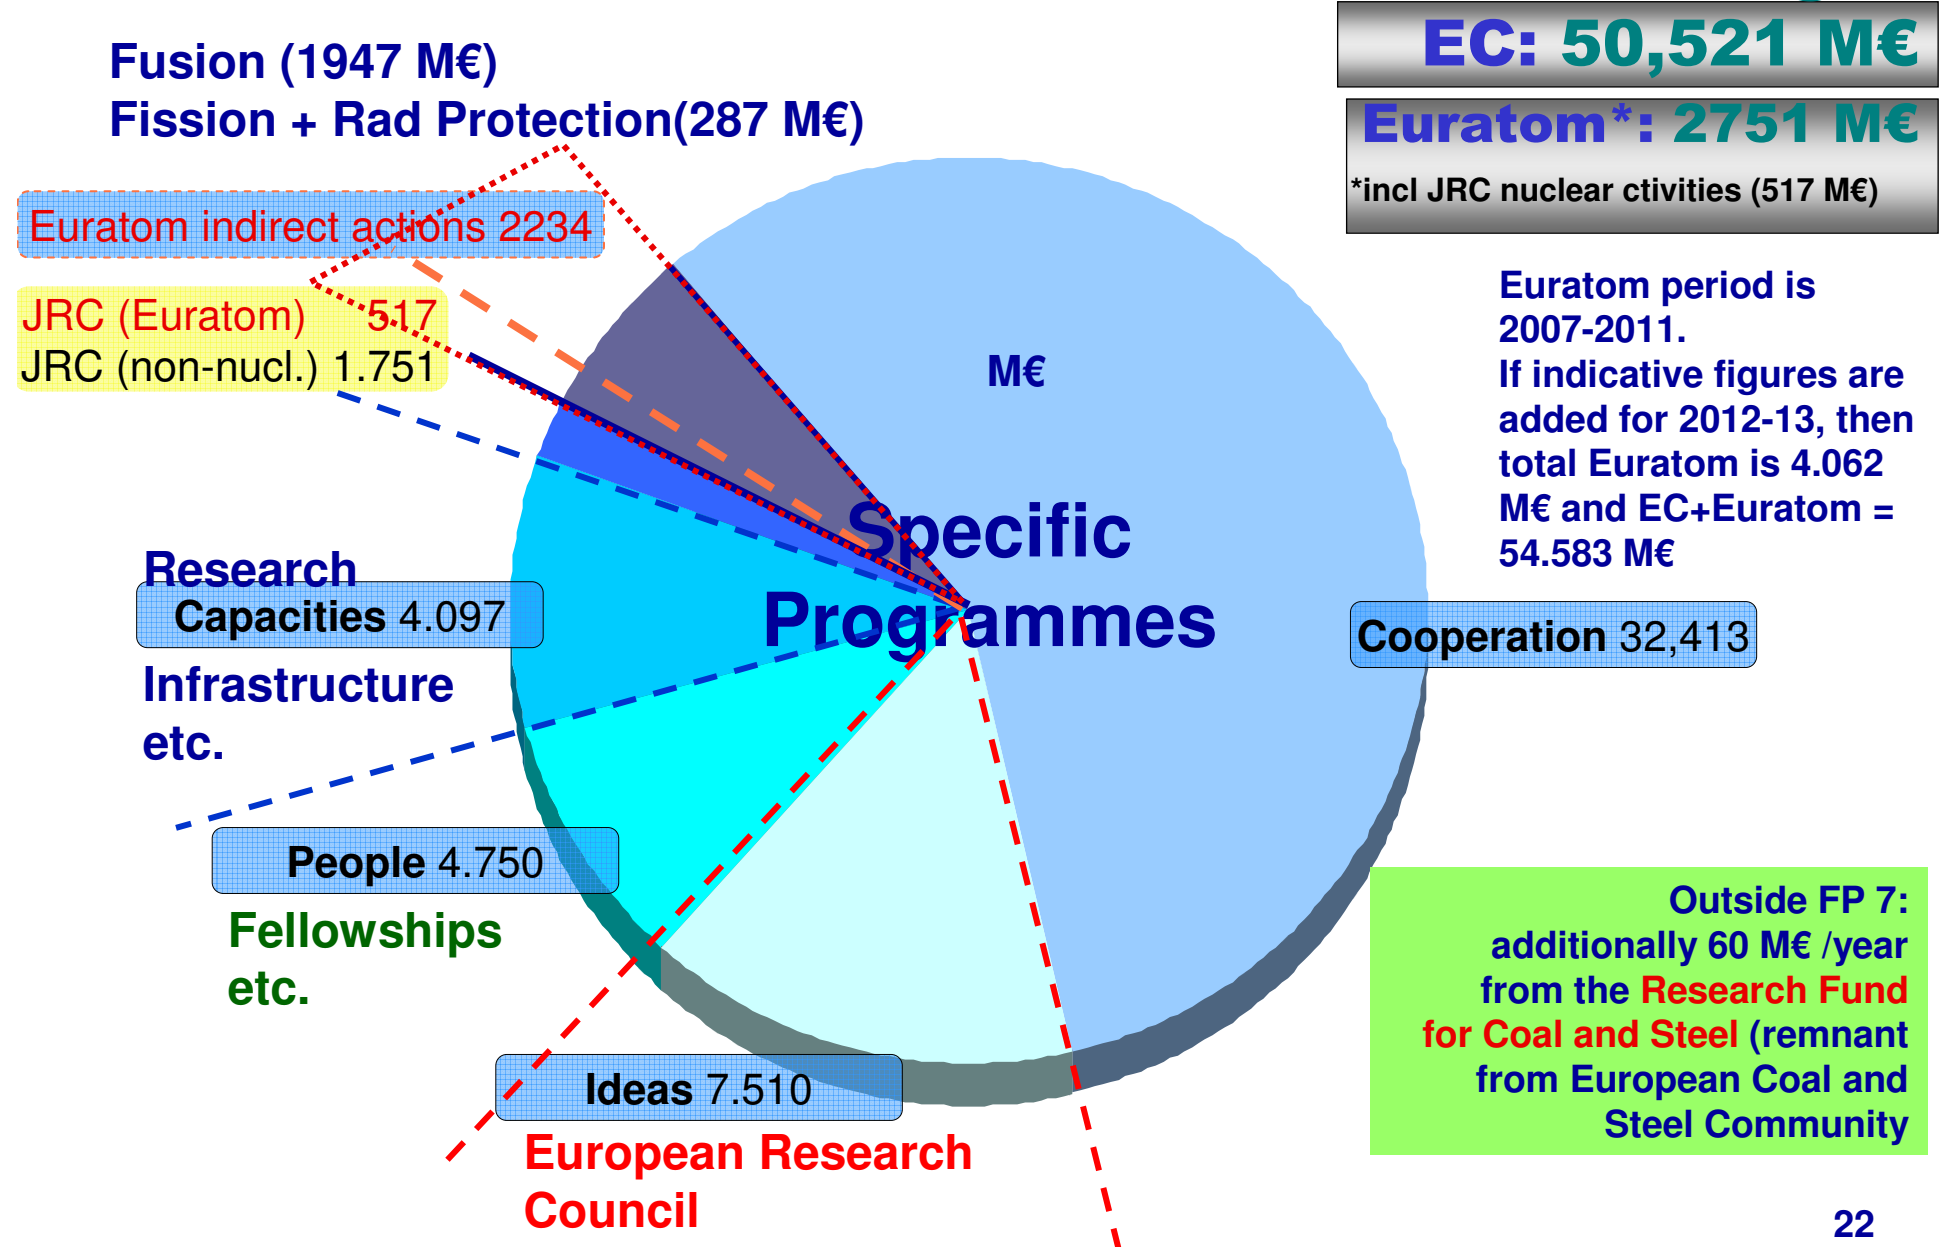 EC: 50,521 M€
Fusion (1947 M€)
Fission + Rad Protection(287 M€)
Euratom*: 2751 M€
*incl JRC nuclear ctivities (517 M€)
Euratom indirect actions 2234
JRC (Euratom) 517
JRC (non-nucl.) 1.751
Euratom period is
2007-2011.
If indicative figures are
added for 2012-13, then
total Euratom is 4.062
M€ and EC+Euratom =
54.583 M€
M€
Specific
Programmes
Research
Capacities 4.097
Infrastructure
etc.
Cooperation 32,413
People 4.750
Fellowships
etc.
Ideas 7.510
European Research
Council
Outside FP 7:
additionally 60 M€ /year
from the Research Fund
for Coal and Steel (remnant
from European Coal and
Steel Community
22